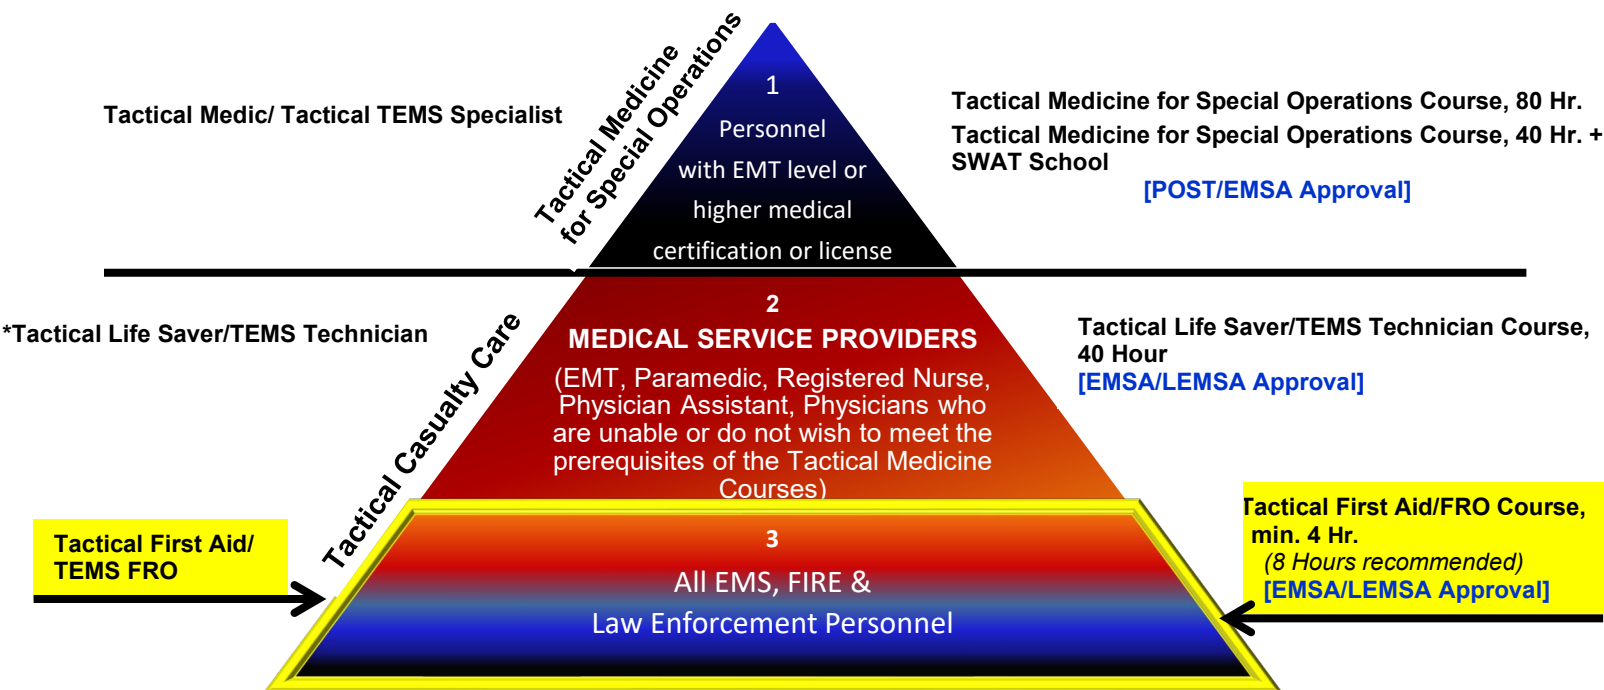 Tactical Medicine
for Special Operations
1
Personnel
with EMT level or
higher medical
certification or license
Tactical Medic/ Tactical TEMS Specialist
Tactical Medicine for Special Operations Course, 80 Hr.
Tactical Medicine for Special Operations Course, 40 Hr. +
SWAT School
[POST/EMSA Approval]
*Tactical Life Saver/TEMS Technician
Tactical Casualty Care
2
MEDICAL SERVICE PROVIDERS
(EMT, Paramedic, Registered Nurse,
Physician Assistant, Physicians who
are unable or do not wish to meet the
prerequisites of the Tactical Medicine
Courses)
Tactical Life Saver/TEMS Technician Course,
40 Hour
[EMSA/LEMSA Approval]
Tactical First Aid/
TEMS FRO
3
All EMS, FIRE &
Law Enforcement Personnel
Tactical First Aid/FRO Course,
min. 4 Hr.
(8 Hours recommended)
[EMSA/LEMSA Approval]